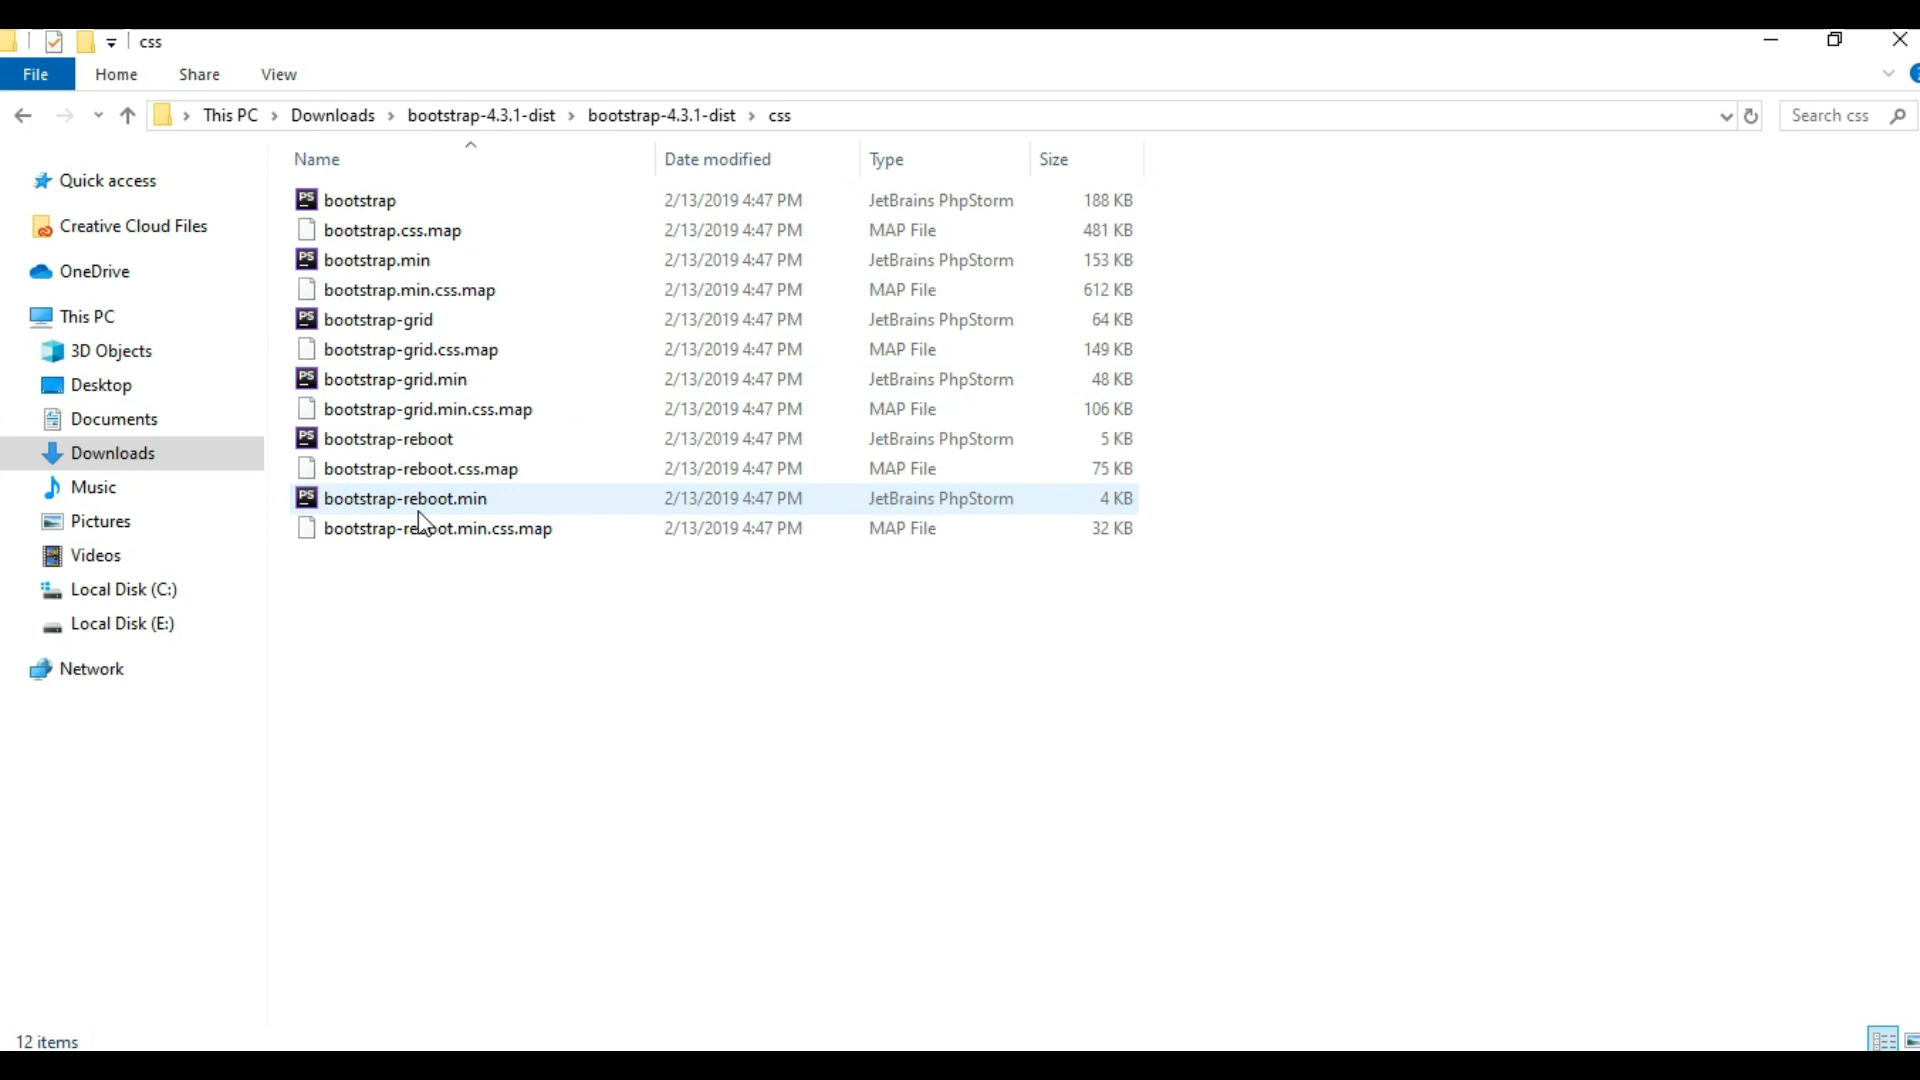 css
File Home Share View
This PC Downloads bootstrap-4.3.1-dist bootstrap-4.3.1-dist css Search css
Name Date modified Type Size
Quick access
Creative Cloud Files
OneDrive
This PC
3D Objects
Desktop
Documents
Downloads
Music
Pictures
Videos
Local Disk (C:)
Local Disk (E:)
Network
PS bootstrap 2/13/2019 4:47 PM JetBrains PhpStorm 188 KB
bootstrap.css.map 2/13/2019 4:47 PM MAP File 481 KB
PS bootstrap.min 2/13/2019 4:47 PM JetBrains PhpStorm 153 KB
bootstrap.min.css.map 2/13/2019 4:47 PM MAP File 612 KB
PS bootstrap-grid 2/13/2019 4:47 PM JetBrains PhpStorm 64 KB
bootstrap-grid.css.map 2/13/2019 4:47 PM MAP File 149 KB
PS bootstrap-grid.min 2/13/2019 4:47 PM JetBrains PhpStorm 48 KB
bootstrap-grid.min.css.map 2/13/2019 4:47 PM MAP File 106 KB
PS bootstrap-reboot 2/13/2019 4:47 PM JetBrains PhpStorm 5 KB
bootstrap-reboot.css.map 2/13/2019 4:47 PM MAP File 75 KB
PS bootstrap-reboot.min 2/13/2019 4:47 PM JetBrains PhpStorm 4 KB
bootstrap-reboot.min.css.map 2/13/2019 4:47 PM MAP File 32 KB
12 items